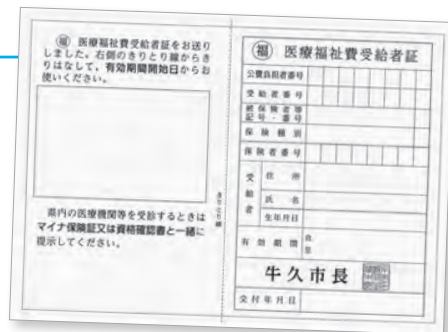 ㊝ 医療福祉費受給者証をお送り
しました。右側のきりとり線からき
りはなして、有効期間開始日からお
使いください。
県内の医療機関等を受診するときは
マイナ保険証又は資格確認書と一緒に
提示してください。
きりとり線
福 医療福祉費受給者証
公費負担者番号
受給者番号
被保険者等
記号・番号
保険種別
保険者番号
受給者
住所
氏名
生年月日
有効期間
自
至
牛久市長
交付年月日